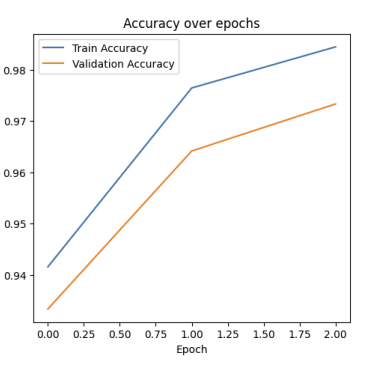 Accuracy over epochs
Train Accuracy
Validation Accuracy
0.98
0.97
0.96
0.95
0.94
0.00 0.25 0.50 0.75 1.00 1.25 1.50 1.75 2.00
Epoch